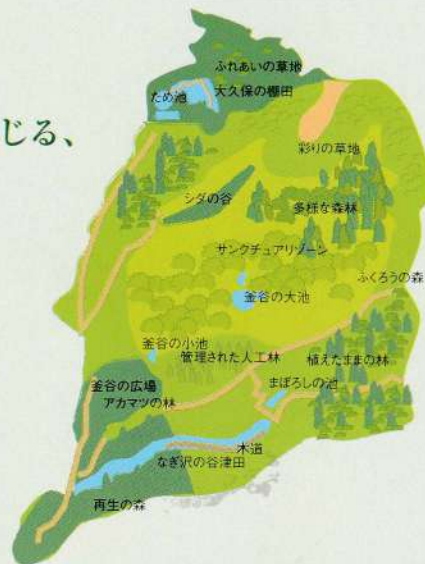 ふれあいの草地
ため池
大久保の棚田
じる、
彩りの草地
シダの谷
多様な森林
サンクチュアリゾーン
ふくろうの森
釜谷の大池
釜谷の小池
管理された人工林
植えたままの林
釜谷の広場
まぼろしの池
アカマツの林
木道
なぎ沢の谷津田
再生の森